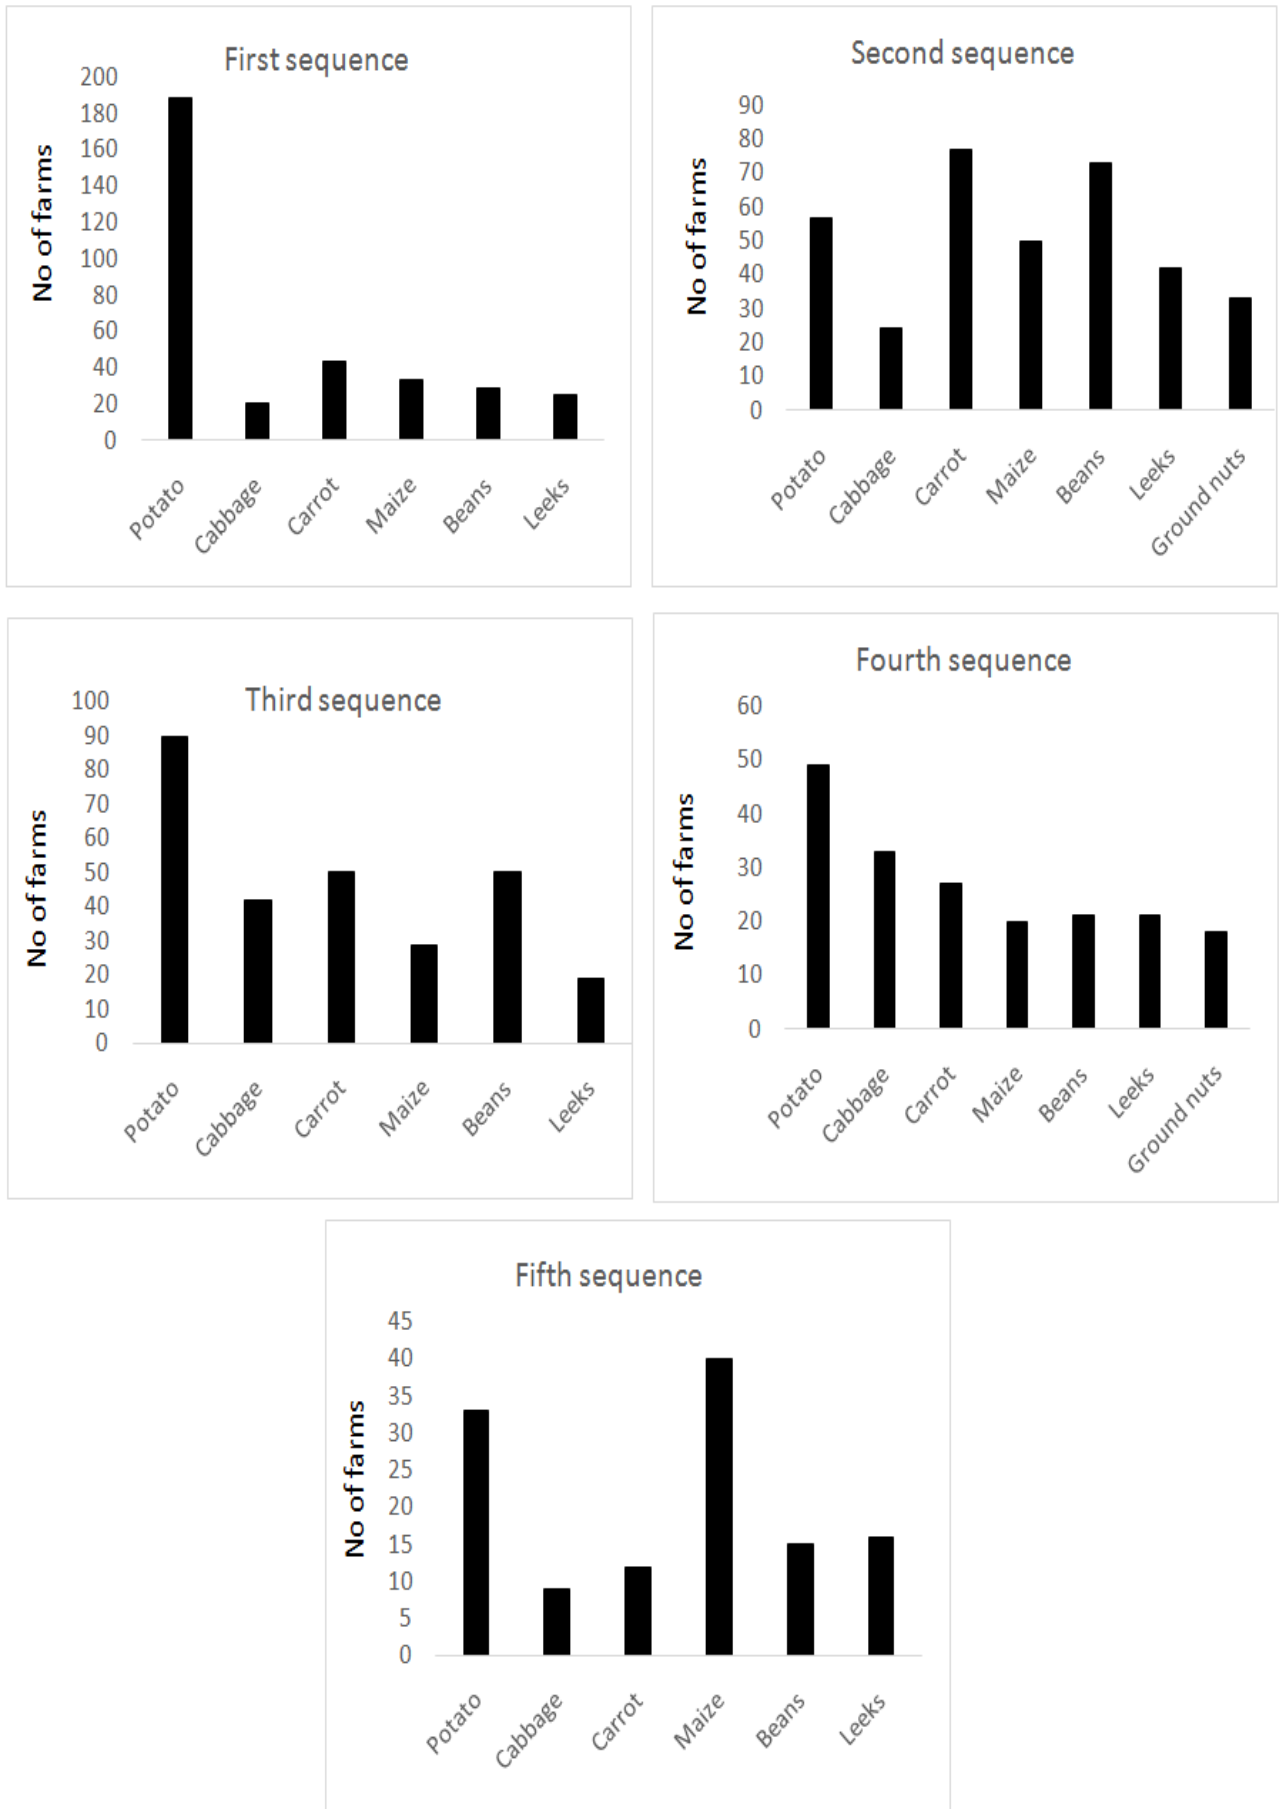 First sequence
No of farms
200
180
160
140
120
100
80
60
40
20
0
Potato
Cabbage
Carrot
Maize
Beans
Leeks
Second sequence
No of farms
90
80
70
60
50
40
30
20
10
0
Potato
Cabbage
Carrot
Maize
Beans
Leeks
Ground nuts
Third sequence
No of farms
100
90
80
70
60
50
40
30
20
10
0
Potato
Cabbage
Carrot
Maize
Beans
Leeks
Fourth sequence
No of farms
60
50
40
30
20
10
0
Potato
Cabbage
Carrot
Maize
Beans
Leeks
Ground nuts
Fifth sequence
No of farms
45
40
35
30
25
20
15
10
5
0
Potato
Cabbage
Carrot
Maize
Beans
Leeks